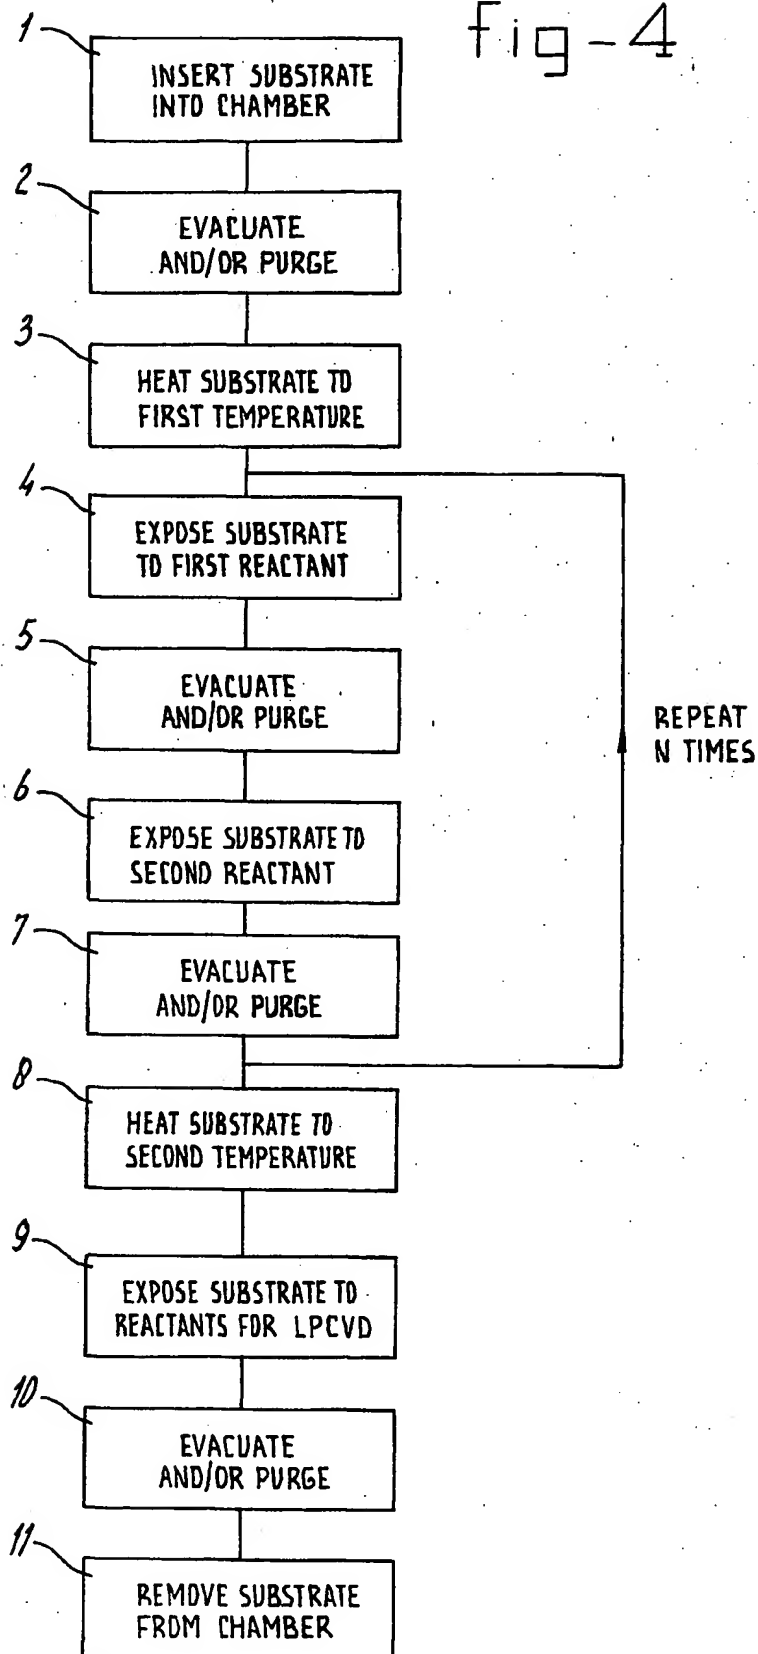 fig-4
1
INSERT SUBSTRATE
INTO CHAMBER
2
EVACUATE
AND/OR PURGE
3
HEAT SUBSTRATE TO
FIRST TEMPERATURE
4
EXPOSE SUBSTRATE
TO FIRST REACTANT
5
EVACUATE
AND/OR PURGE
REPEAT
N TIMES
6
EXPOSE SUBSTRATE TO
SECOND REACTANT
7
EVACUATE
AND/OR PURGE
8
HEAT SUBSTRATE TO
SECOND TEMPERATURE
9
EXPOSE SUBSTRATE TO
REACTANTS FOR LPCVD
10
EVACUATE
AND/OR PURGE
11
REMOVE SUBSTRATE
FROM CHAMBER